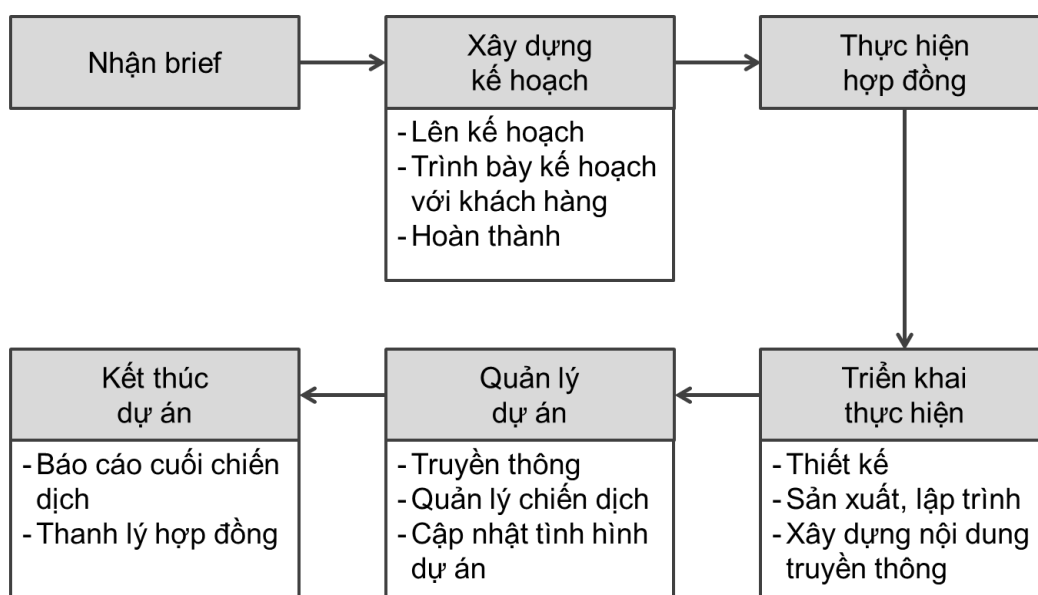 Nhận brief
Xây dựng
kế hoạch
- Lên kế hoạch
- Trình bày kế hoạch
với khách hàng
- Hoàn thành
Thực hiện
hợp đồng
Triển khai
thực hiện
- Thiết kế
- Sản xuất, lập trình
- Xây dựng nội dung
truyền thông
Quản lý
dự án
- Truyền thông
- Quản lý chiến dịch
- Cập nhật tình hình
dự án
Kết thúc
dự án
- Báo cáo cuối chiến
dịch
- Thanh lý hợp đồng